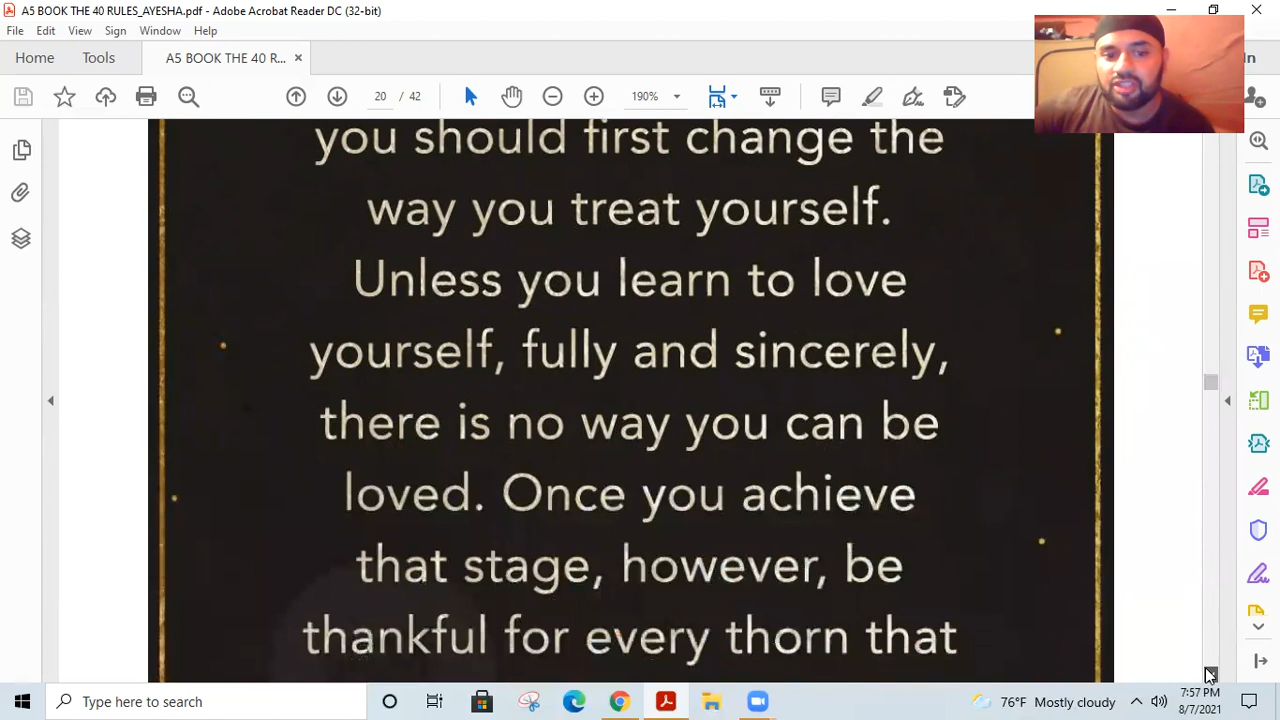 A5 BOOK THE 40 RULES_AYESHA.pdf - Adobe Acrobat Reader DC (32-bit)
File Edit View Sign Window Help
Home Tools A5 BOOK THE 40 R... × In
20 / 42 190%
you should first change the
way you treat yourself.
Unless you learn to love
yourself, fully and sincerely,
there is no way you can be
loved. Once you achieve
that stage, however, be
thankful for every thorn that
Type here to search
76°F Mostly cloudy
7:57 PM
8/7/2021